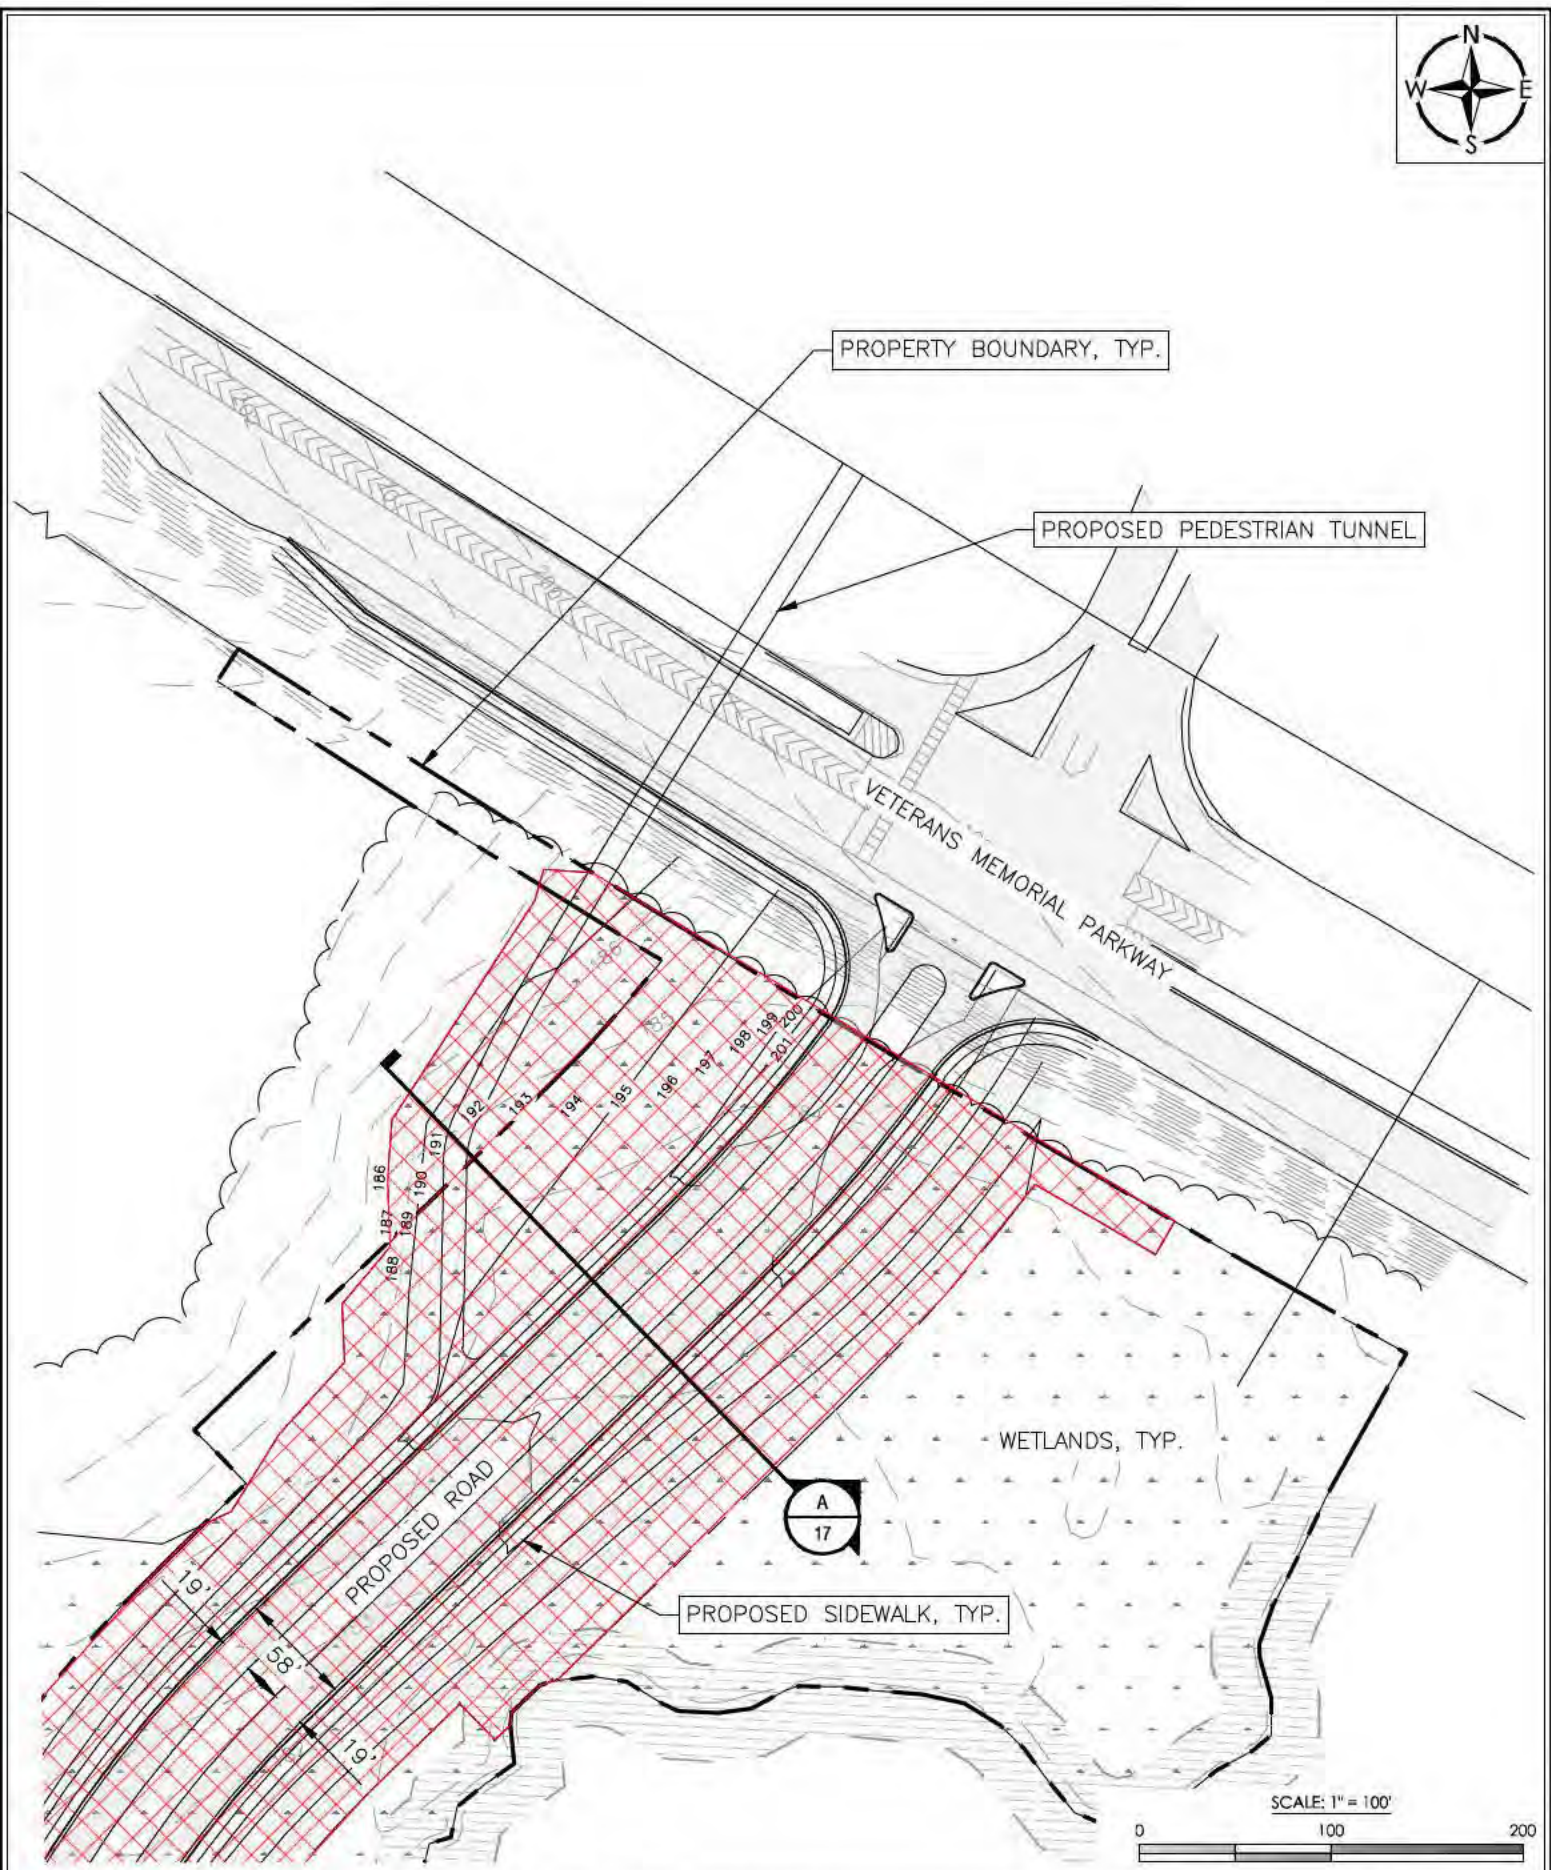 N
W E
S
PROPERTY BOUNDARY, TYP.
PROPOSED PEDESTRIAN TUNNEL
200
VETERANS MEMORIAL PARKWAY
186
201
200
199
198
197
196
195
194
193
192
191
190
189
188
187
186
WETLANDS, TYP.
A
17
PROPOSED ROAD
PROPOSED SIDEWALK, TYP.
19'
58'
19'
SCALE: 1" = 100'
0 100 200